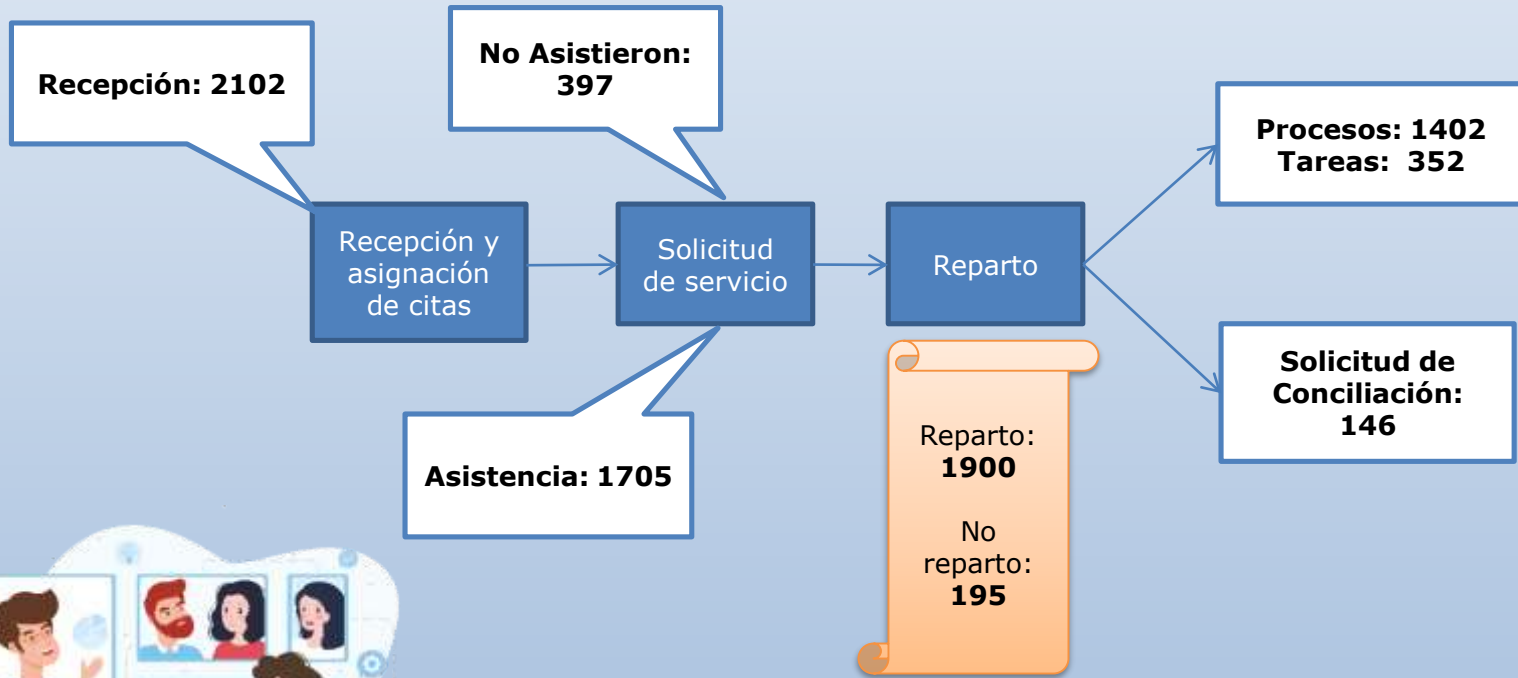 Recepción: 2102
No Asistieron:
397
Procesos: 1402
Tareas: 352
Recepción y
asignación
de citas
Solicitud
de servicio
Reparto
Solicitud de
Conciliación:
146
Asistencia: 1705
Reparto:
1900
No
reparto:
195